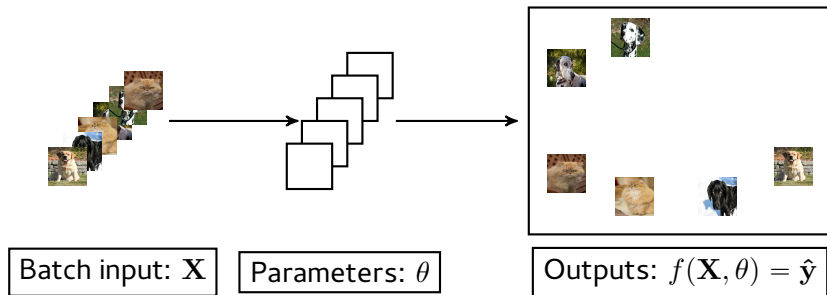 Batch input: X
Parameters: θ
Outputs: f(X, θ) = ŷ